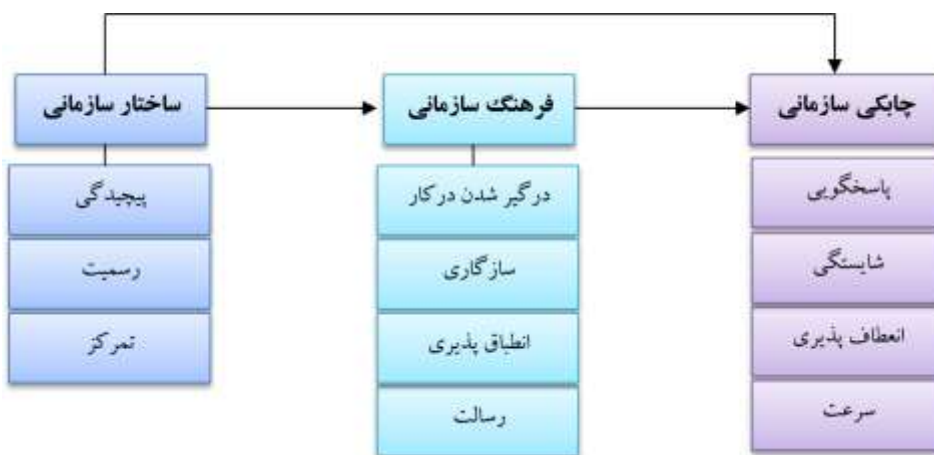 ساختار سازمانی
پیچیدگی
رسمیت
تمرکز
فرهنگ سازمانی
درگیر شدن درکار
سازگاری
انطباق پذیری
رسالت
چابکی سازمانی
پاسخگویی
شایستگی
انعطاف پذیری
سرعت